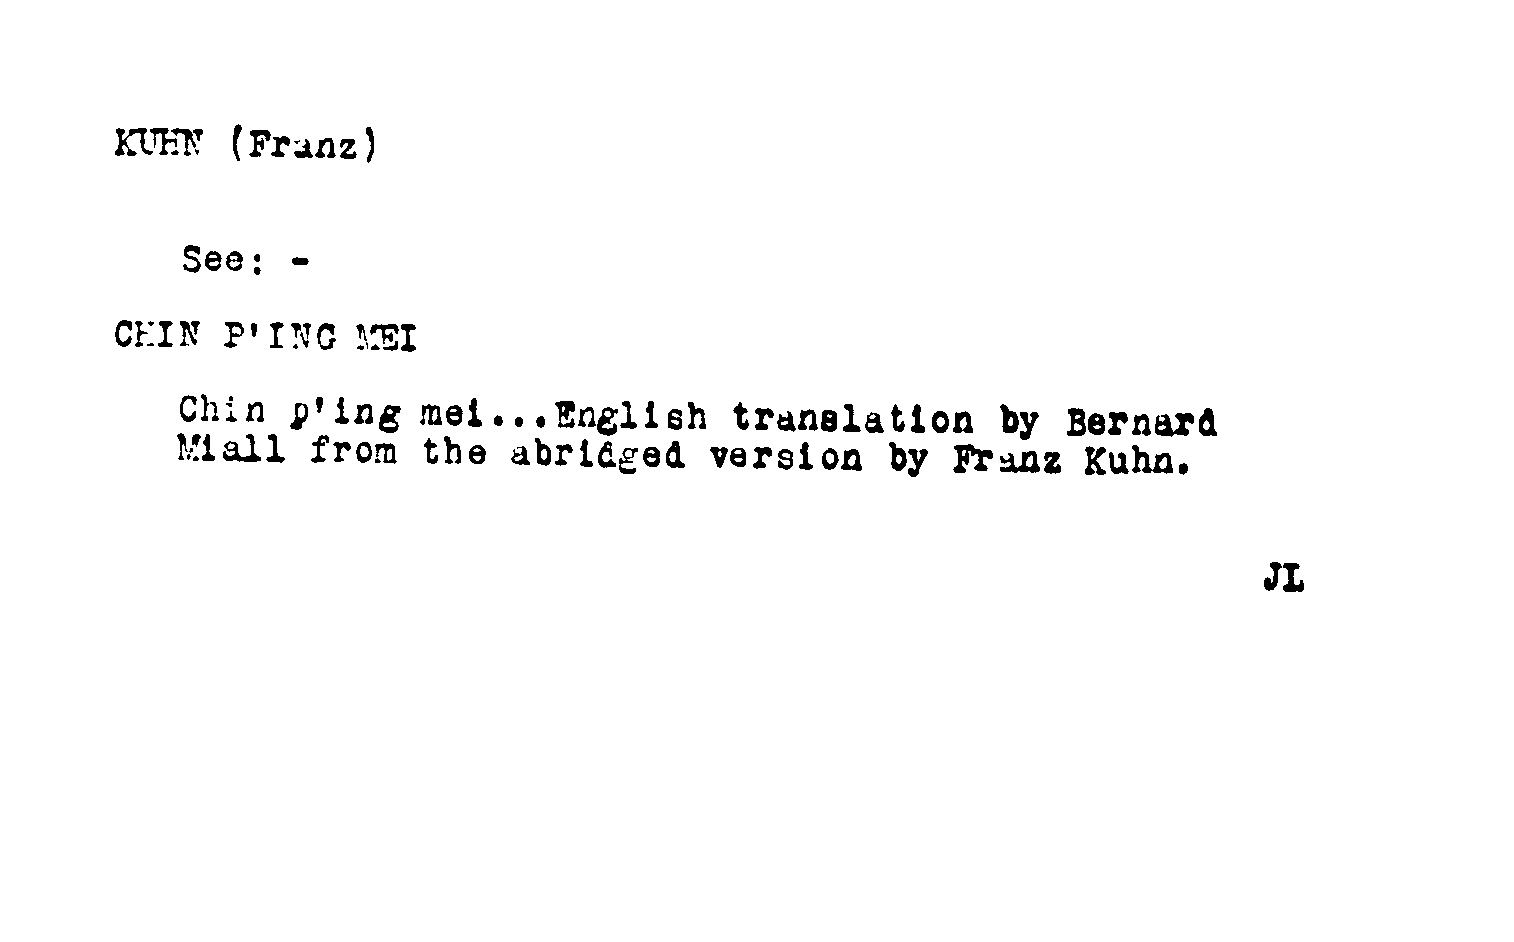 KUHN (Franz)
See: -
CHIN P'ING MEI
Chin p'ing mei...English translation by Bernard
Miall from the abridged version by Franz Kuhn.
JL